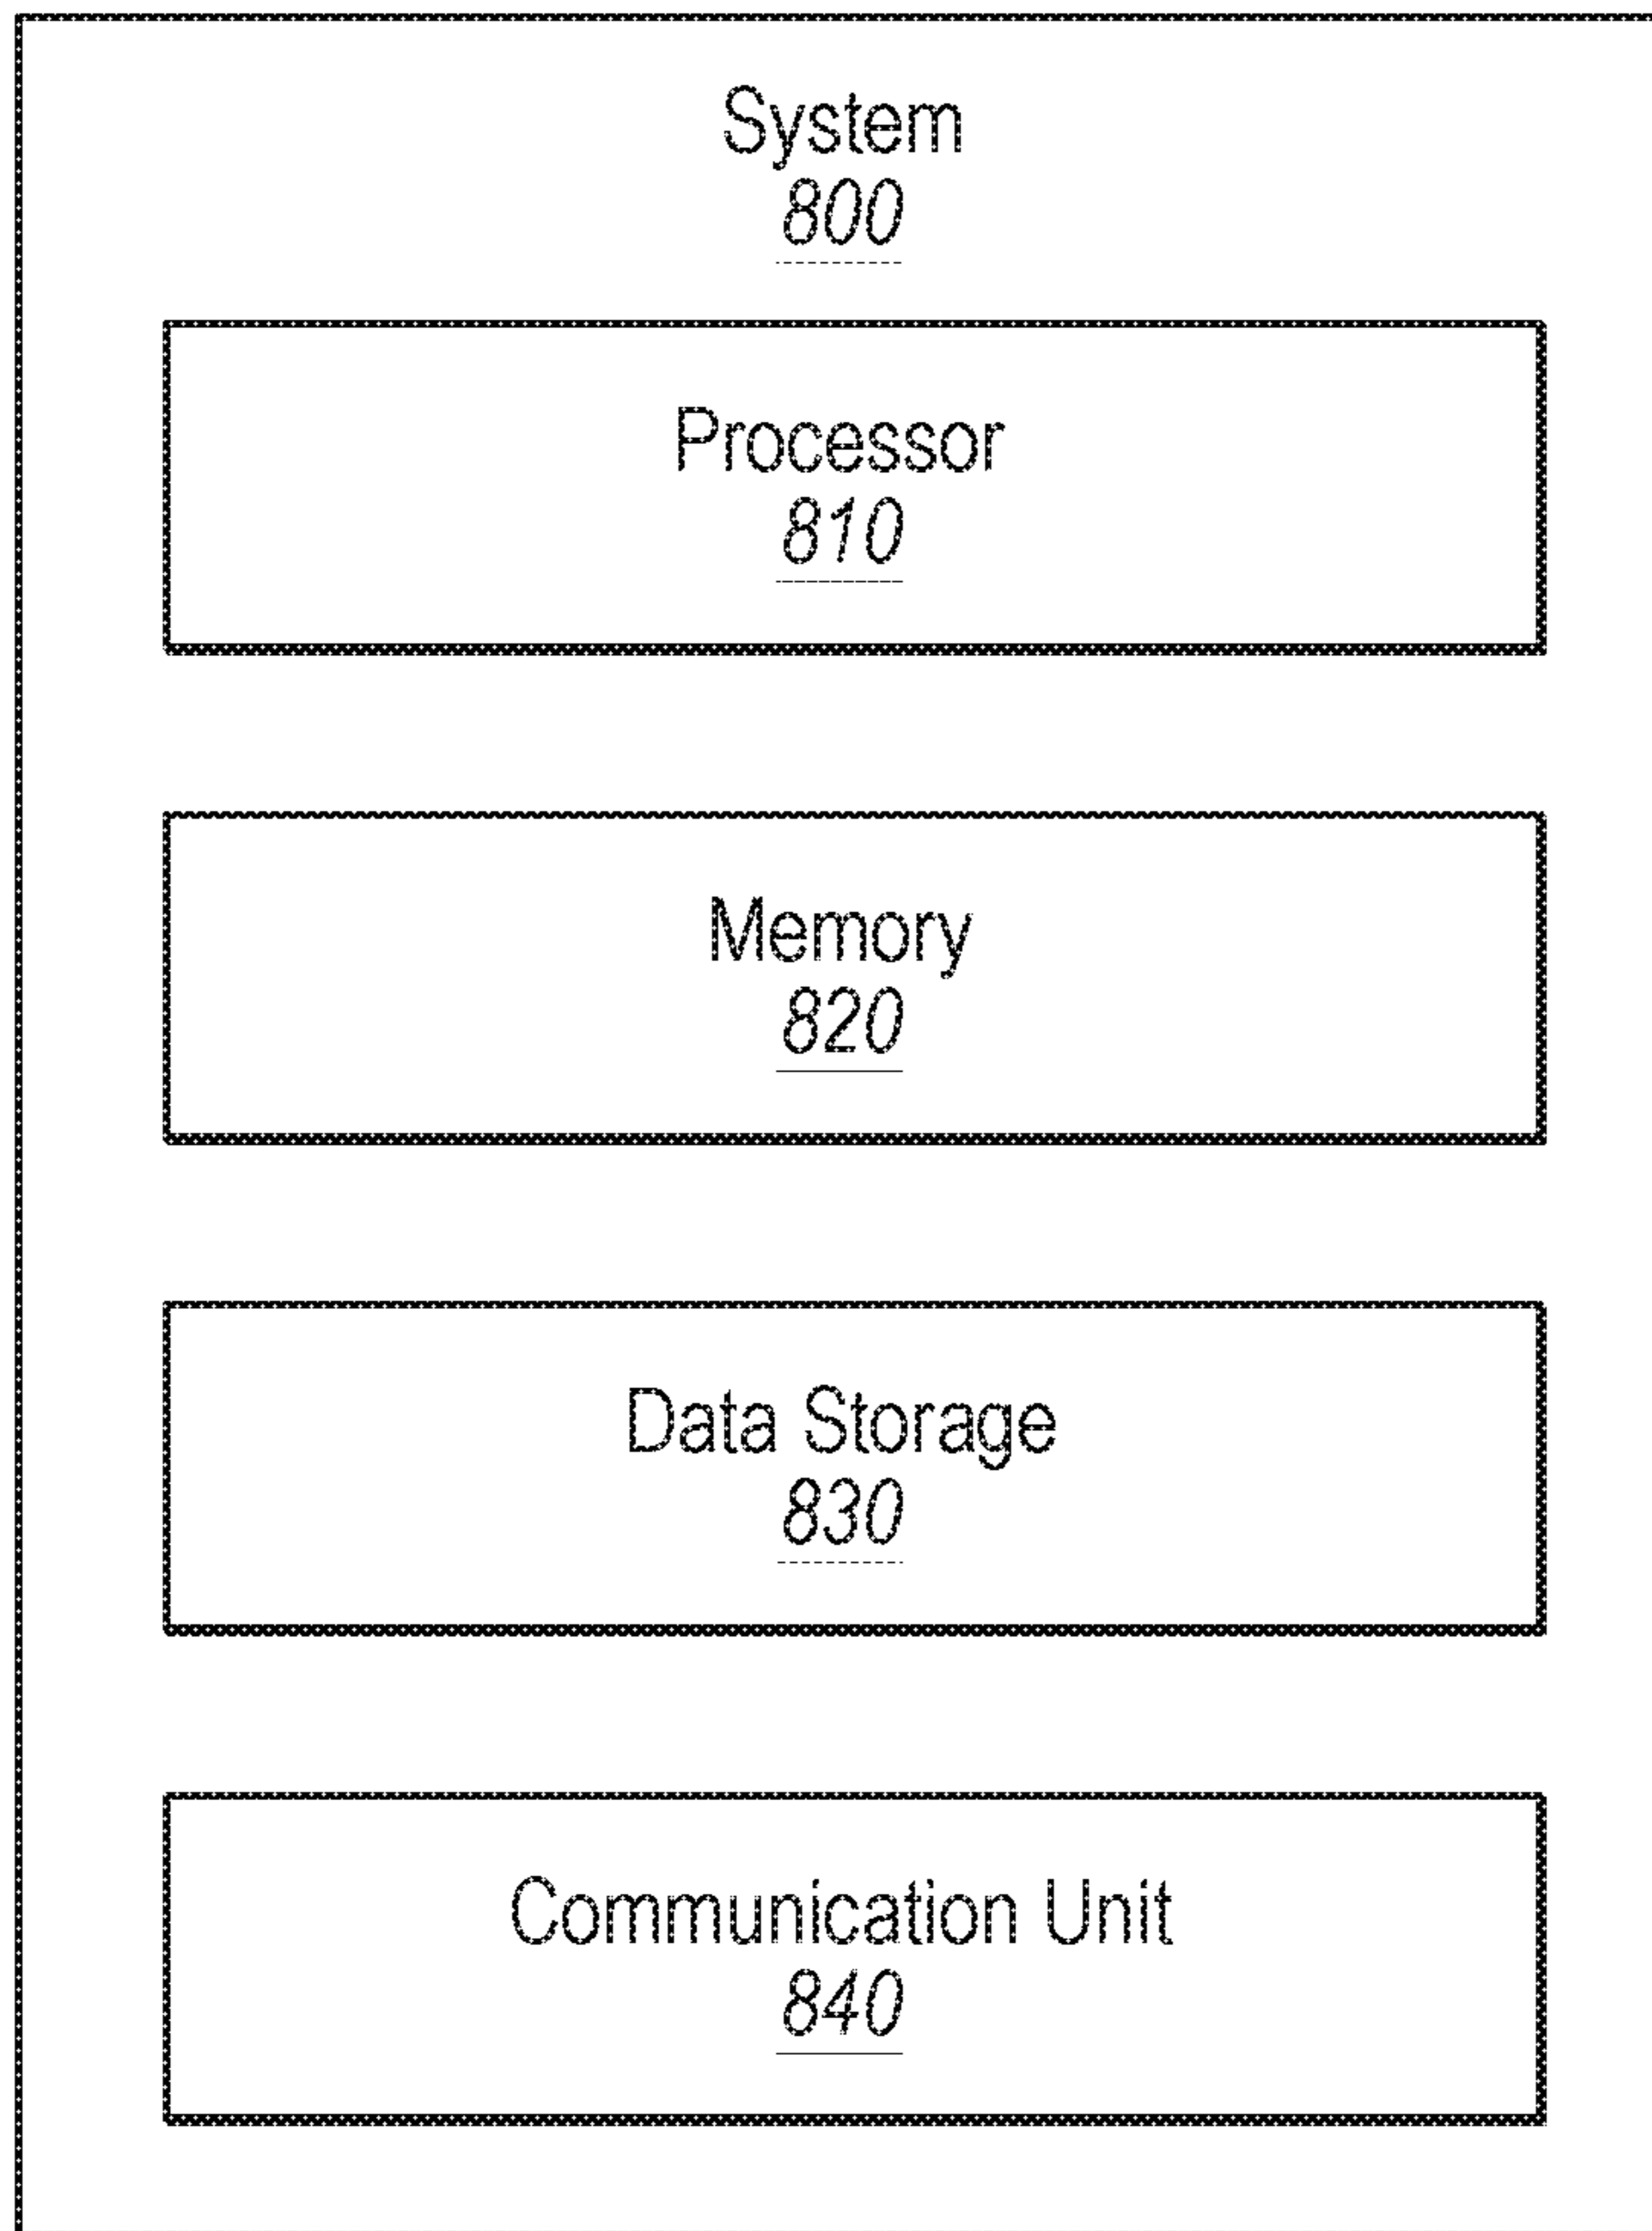 System
800
Processor
810
Memory
820
Data Storage
830
Communication Unit
840